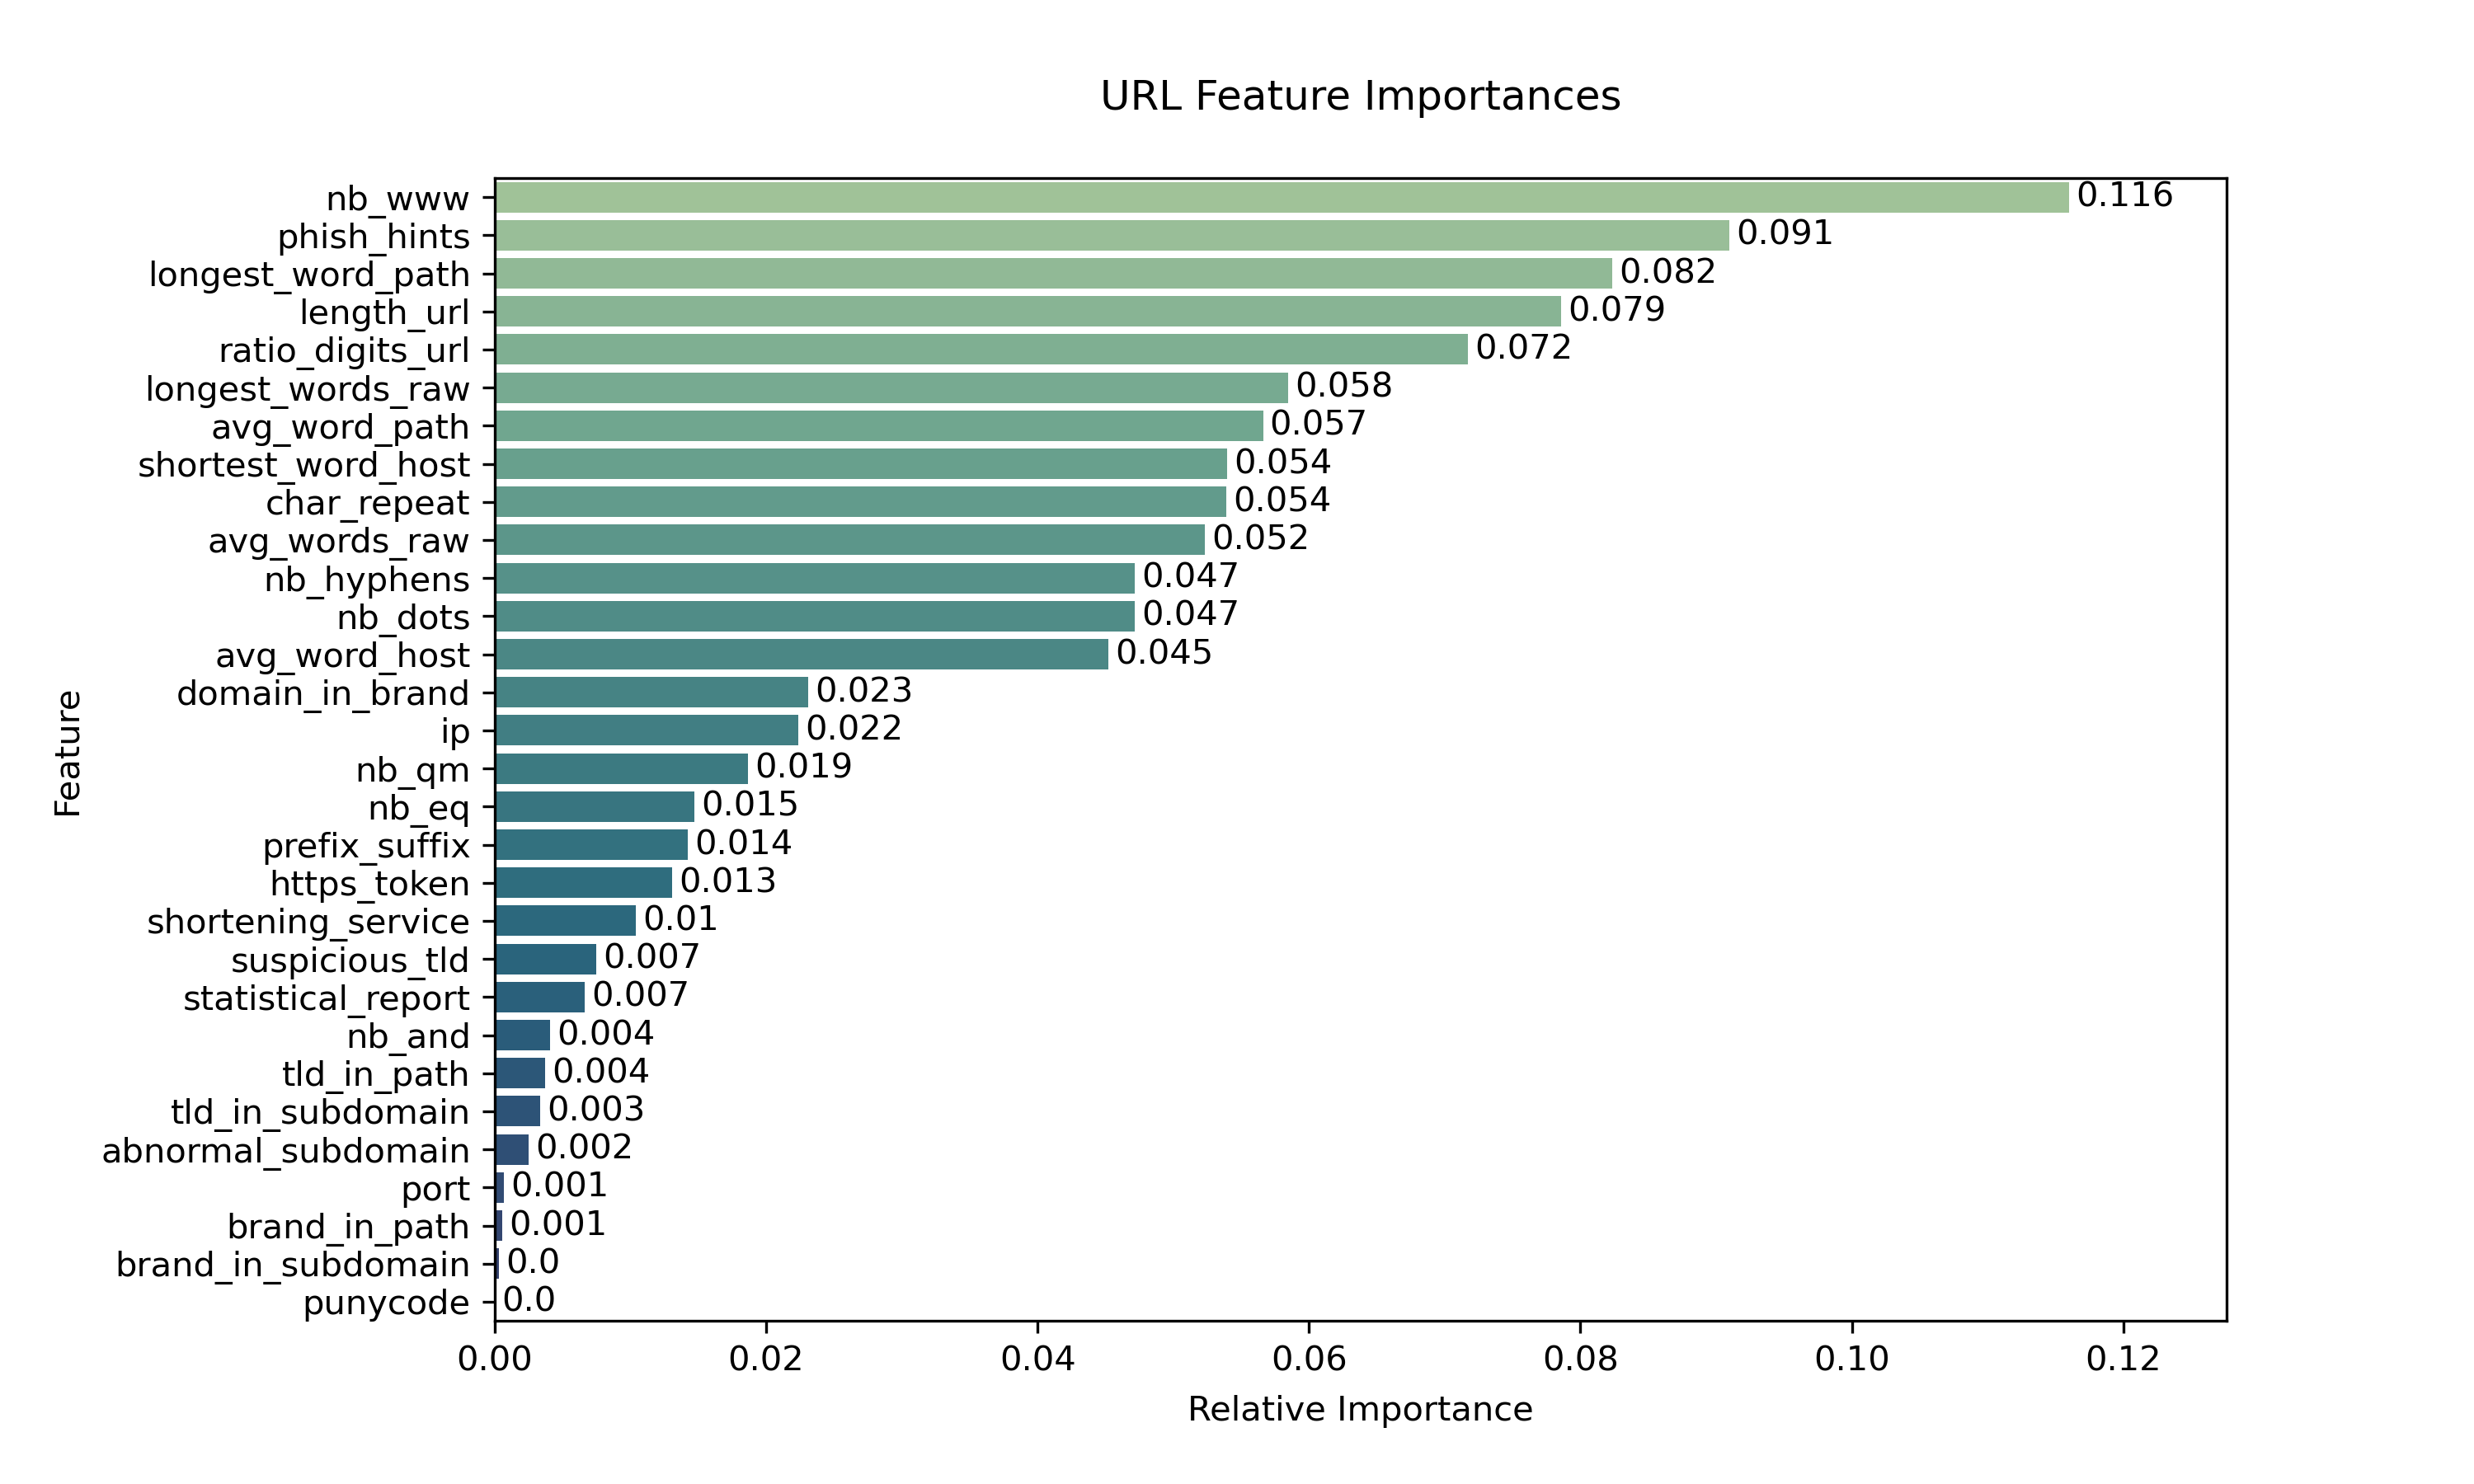 URL Feature Importances
nb_www 0.116
phish_hints 0.091
longest_word_path 0.082
length_url 0.079
ratio_digits_url 0.072
longest_words_raw 0.058
avg_word_path 0.057
shortest_word_host 0.054
char_repeat 0.054
avg_words_raw 0.052
nb_hyphens 0.047
nb_dots 0.047
avg_word_host 0.045
domain_in_brand 0.023
ip 0.022
nb_qm 0.019
nb_eq 0.015
prefix_suffix 0.014
https_token 0.013
shortening_service 0.01
suspicious_tld 0.007
statistical_report 0.007
nb_and 0.004
tld_in_path 0.004
tld_in_subdomain 0.003
abnormal_subdomain 0.002
port 0.001
brand_in_path 0.001
brand_in_subdomain 0.0
punycode 0.0
Feature
0.00 0.02 0.04 0.06 0.08 0.10 0.12
Relative Importance